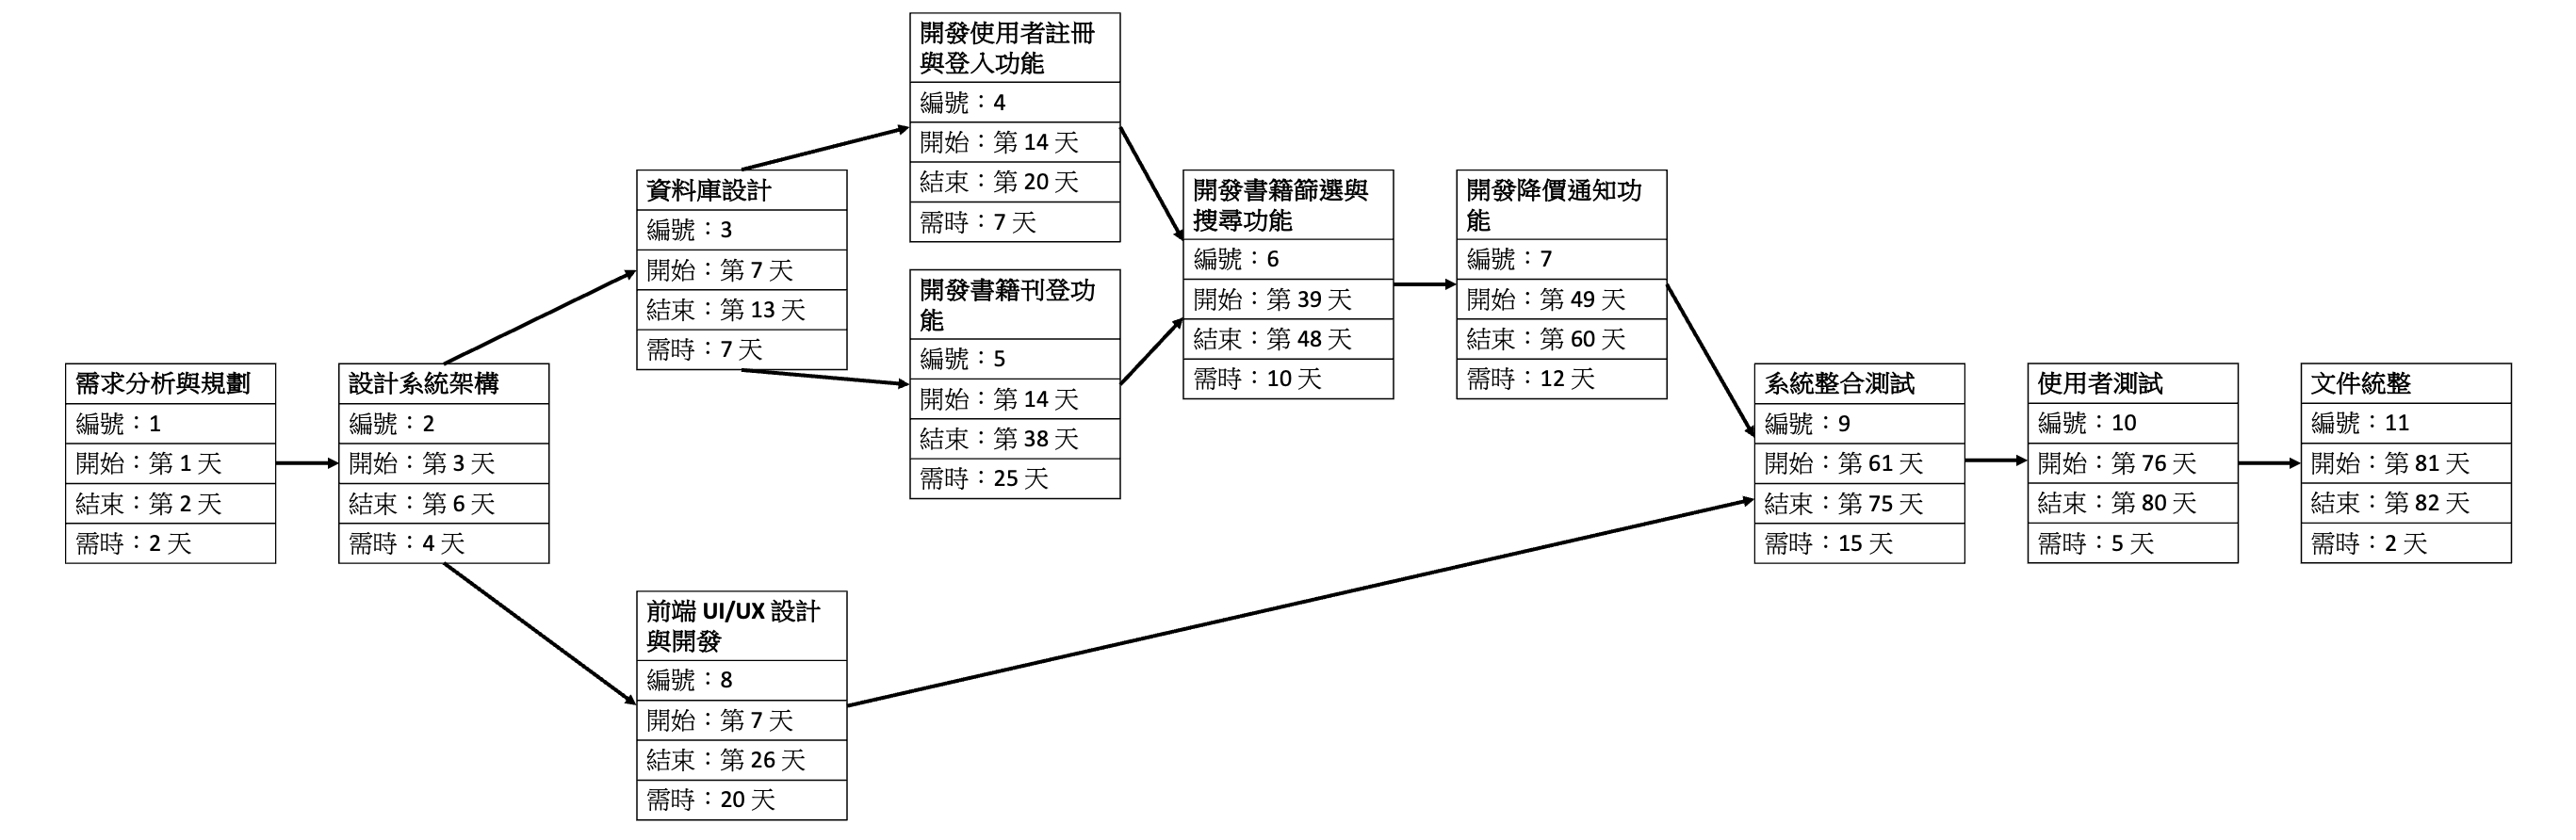 需求分析與規劃
編號：1
開始：第 1 天
結束：第 2 天
需時：2 天
設計系統架構
編號：2
開始：第 3 天
結束：第 6 天
需時：4 天
資料庫設計
編號：3
開始：第 7 天
結束：第 13 天
需時：7 天
開發使用者註冊
與登入功能
編號：4
開始：第 14 天
結束：第 20 天
需時：7 天
開發書籍刊登功
能
編號：5
開始：第 14 天
結束：第 38 天
需時：25 天
開發書籍篩選與
搜尋功能
編號：6
開始：第 39 天
結束：第 48 天
需時：10 天
開發降價通知功
能
編號：7
開始：第 49 天
結束：第 60 天
需時：12 天
前端 UI/UX 設計
與開發
編號：8
開始：第 7 天
結束：第 26 天
需時：20 天
系統整合測試
編號：9
開始：第 61 天
結束：第 75 天
需時：15 天
使用者測試
編號：10
開始：第 76 天
結束：第 80 天
需時：5 天
文件統整
編號：11
開始：第 81 天
結束：第 82 天
需時：2 天